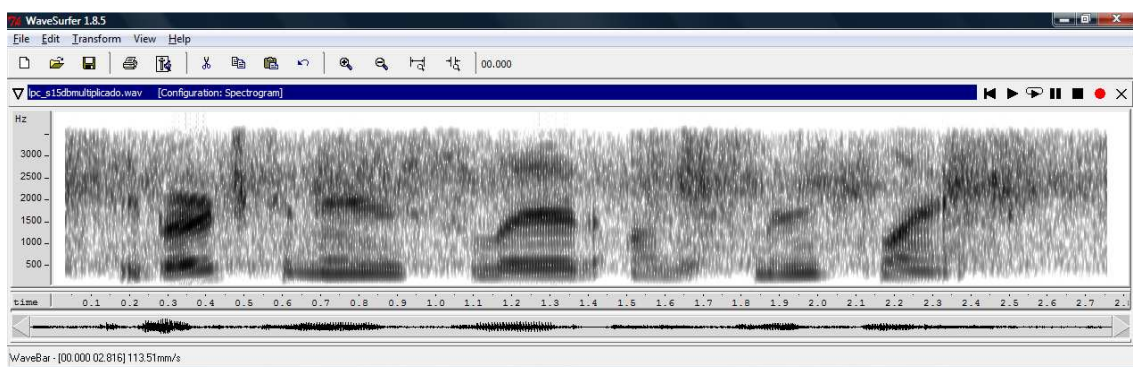 WaveSurfer 1.8.5
File Edit Transform View Help
00.000
lpc_s15dbmultiplicado.wav [Configuration: Spectrogram]
Hz
3000
2500
2000
1500
1000
500
time 0.1 0.2 0.3 0.4 0.5 0.6 0.7 0.8 0.9 1.0 1.1 1.2 1.3 1.4 1.5 1.6 1.7 1.8 1.9 2.0 2.1 2.2 2.3 2.4 2.5 2.6 2.7 2.
WaveBar - [00.000 02.816] 113.51mm/s